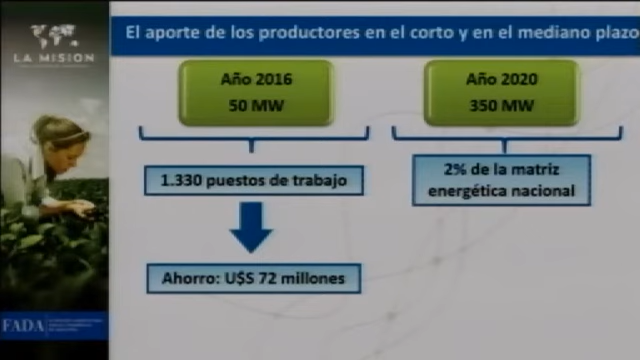 LA MISION
El aporte de los productores en el corto y en el mediano plazo
Año 2016
50 MW
Año 2020
350 MW
1.330 puestos de trabajo
2% de la matriz
energética nacional
Ahorro: U$S 72 millones
FADA